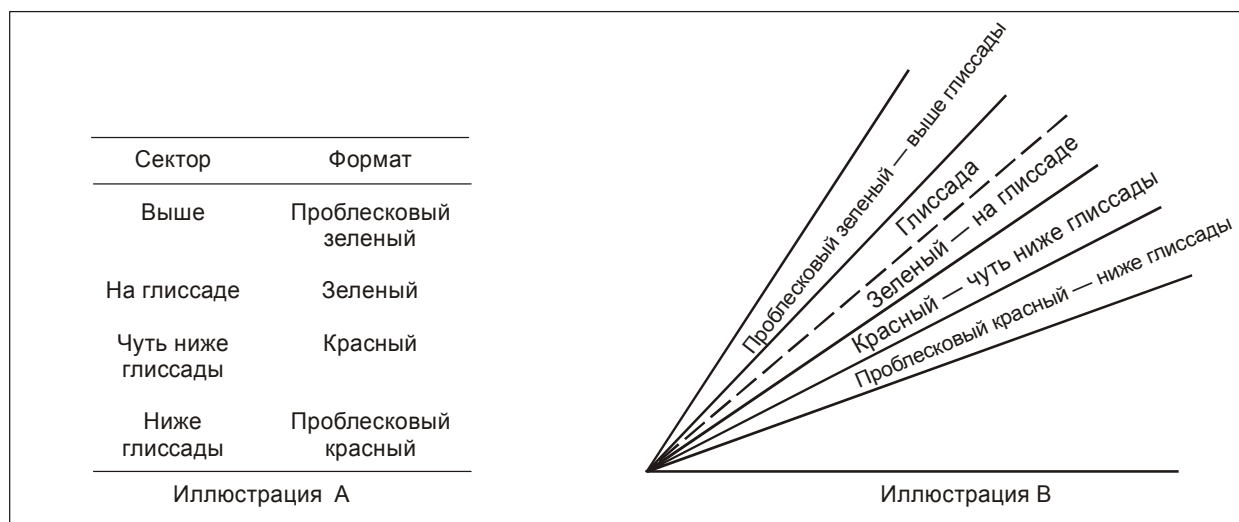 Сектор Формат
Выше Проблесковый
зеленый
На глиссаде Зеленый
Чуть ниже Красный
глиссады
Ниже Проблесковый
глиссады красный
Иллюстрация А
Проблесковый зеленый — выше глиссады
Глиссада
Зеленый — на глиссаде
Красный — чуть ниже глиссады
Проблесковый красный — ниже глиссады
Иллюстрация В